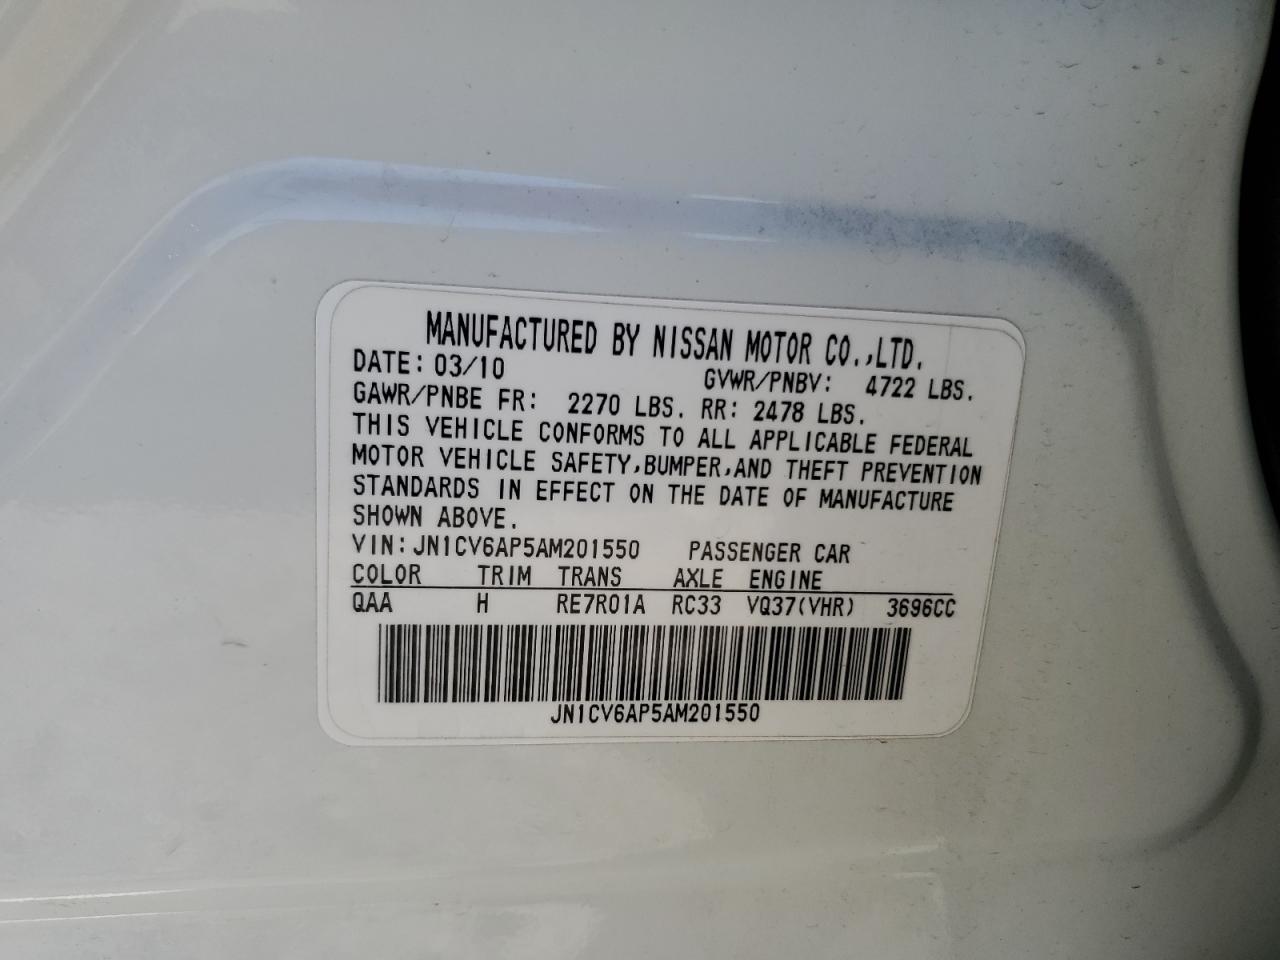 MANUFACTURED BY NISSAN MOTOR CO.,LTD.
DATE: 03/10 GVWR/PNBV: 4722 LBS.
GAWR/PNBE FR: 2270 LBS. RR: 2478 LBS.
THIS VEHICLE CONFORMS TO ALL APPLICABLE FEDERAL
MOTOR VEHICLE SAFETY,BUMPER,AND THEFT PREVENTION
STANDARDS IN EFFECT ON THE DATE OF MANUFACTURE
SHOWN ABOVE.
VIN: JN1CV6AP5AM201550 PASSENGER CAR
COLOR TRIM TRANS AXLE ENGINE
QAA H RE7R01A RC33 VQ37(VHR) 3696CC
JN1CV6AP5AM201550